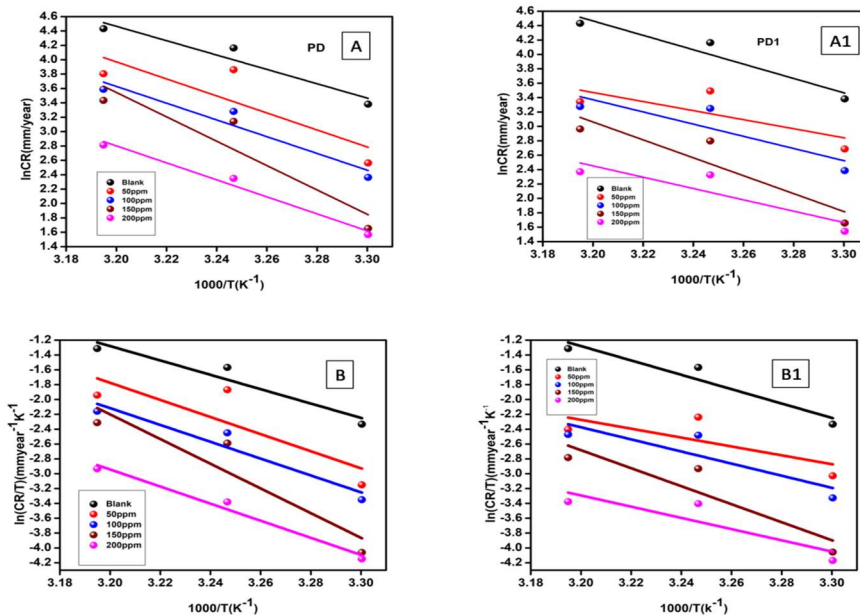 PD
A
lnCR(mm/year)
4.6
4.4
4.2
4.0
3.8
3.6
3.4
3.2
3.0
2.8
2.6
2.4
2.2
2.0
1.8
1.6
1.4
Blank
50ppm
100ppm
150ppm
200ppm
3.18 3.20 3.22 3.24 3.26 3.28 3.30
1000/T(K-1)
PD1
A1
lnCR(mm/year)
4.6
4.4
4.2
4.0
3.8
3.6
3.4
3.2
3.0
2.8
2.6
2.4
2.2
2.0
1.8
1.6
1.4
Blank
50ppm
100ppm
150ppm
200ppm
3.18 3.20 3.22 3.24 3.26 3.28 3.30
1000/T(K-1)
B
ln(CR/T)(mmyear-1K-1)
-1.2
-1.4
-1.6
-1.8
-2.0
-2.2
-2.4
-2.6
-2.8
-3.0
-3.2
-3.4
-3.6
-3.8
-4.0
-4.2
Blank
50ppm
100ppm
150ppm
200ppm
3.18 3.20 3.22 3.24 3.26 3.28 3.30
1000/T(K-1)
B1
ln(CR/T)(mmyear-1K-1
-1.2
-1.4
-1.6
-1.8
-2.0
-2.2
-2.4
-2.6
-2.8
-3.0
-3.2
-3.4
-3.6
-3.8
-4.0
-4.2
Blank
50ppm
100ppm
150ppm
200ppm
3.18 3.20 3.22 3.24 3.26 3.28 3.30
1000/T(k-1)